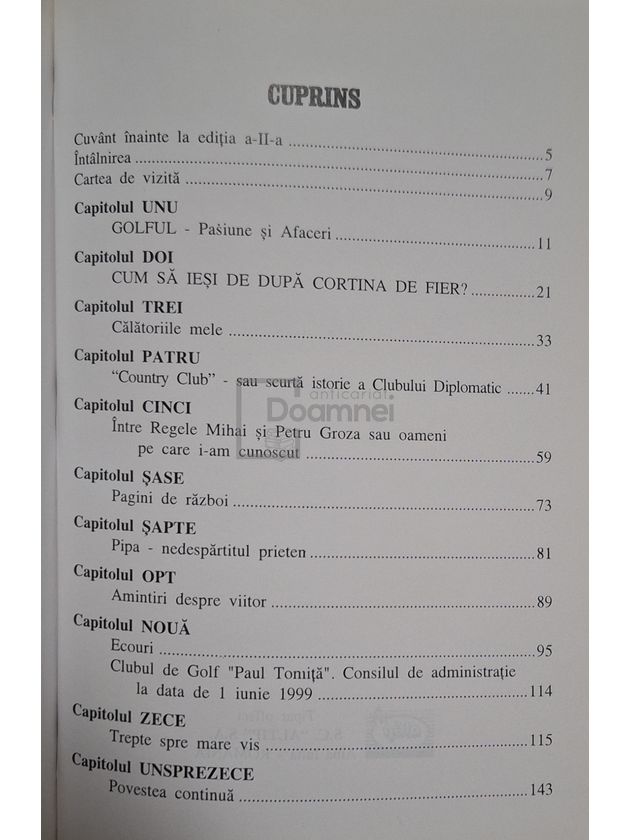 CUPRINS
Cuvânt înainte la ediția a-II-a ........ 5
Întâlnirea ........ 7
Cartea de vizită ........ 9
Capitolul UNU
GOLFUL - Pasiune și Afaceri ........ 11
Capitolul DOI
CUM SĂ IEȘI DE DUPĂ CORTINA DE FIER? ........ 21
Capitolul TREI
Călătoriile mele ........ 33
Capitolul PATRU
“Country Club” - sau scurtă istorie a Clubului Diplomatic ...... 41
anticariat
Doamnei
Capitolul CINCI
Între Regele Mihai și Petru Groza sau oameni
pe care i-am cunoscut ........ 59
Capitolul ȘASE
Pagini de război ........ 73
Capitolul ȘAPTE
Pipa - nedespărtitul prieten ........ 81
Capitolul OPT
Amintiri despre viitor ........ 89
Capitolul NOUĂ
Ecouri ........ 95
Clubul de Golf "Paul Tomiță". Consilul de administrație
la data de 1 iunie 1999 ........ 114
Capitolul ZECE
Trepte spre mare vis ........ 115
Capitolul UNSPREZECE
Povestea continuă ........ 143